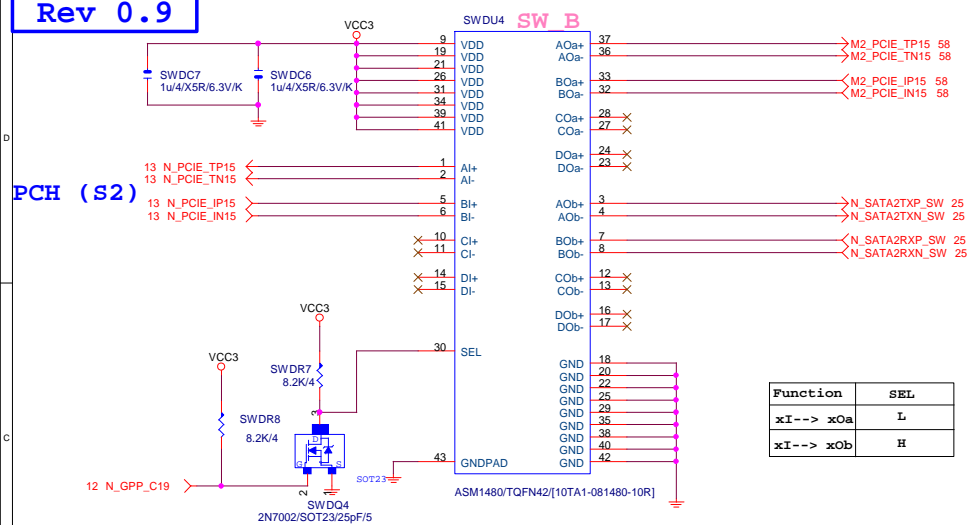 Rev 0.9
SWDU4 SW_B
VCC3
SWDC7
1u/4/X5R/6.3V/K
SWDC6
1u/4/X5R/6.3V/K
9 VDD
19 VDD
21 VDD
26 VDD
31 VDD
34 VDD
39 VDD
41 VDD
AOa+ 37 M2_PCIE_TP15 58
AOa- 36 M2_PCIE_TN15 58
BOa+ 33 M2_PCIE_IP15 58
BOa- 32 M2_PCIE_IN15 58
COa+ 28
COa- 27
DOa+ 24
DOa- 23
D
13 N_PCIE_TP15 1 AI+
13 N_PCIE_TN15 2 AI-
PCH (S2)
13 N_PCIE_IP15 5 BI+
13 N_PCIE_IN15 6 BI-
10 CI+
11 CI-
14 DI+
15 DI-
AOb+ 3 N_SATA2TXP_SW 25
AOb- 4 N_SATA2TXN_SW 25
BOb+ 7 N_SATA2RXP_SW 25
BOb- 8 N_SATA2RXN_SW 25
COb+ 12
COb- 13
DOb+ 16
DOb- 17
VCC3
SWDR7
8.2K/4
30 SEL
VCC3
SWDR8
8.2K/4
3
D
G
S
2
1
12 N_GPP_C19
SWDQ4
2N7002/SOT23/25pF/5
SOT23
43 GNDPAD
GND 18
GND 20
GND 22
GND 25
GND 29
GND 35
GND 38
GND 40
GND 42
ASM1480/TQFN42/[10TA1-081480-10R]
Function SEL
xI--> xOa L
xI--> xOb H
C